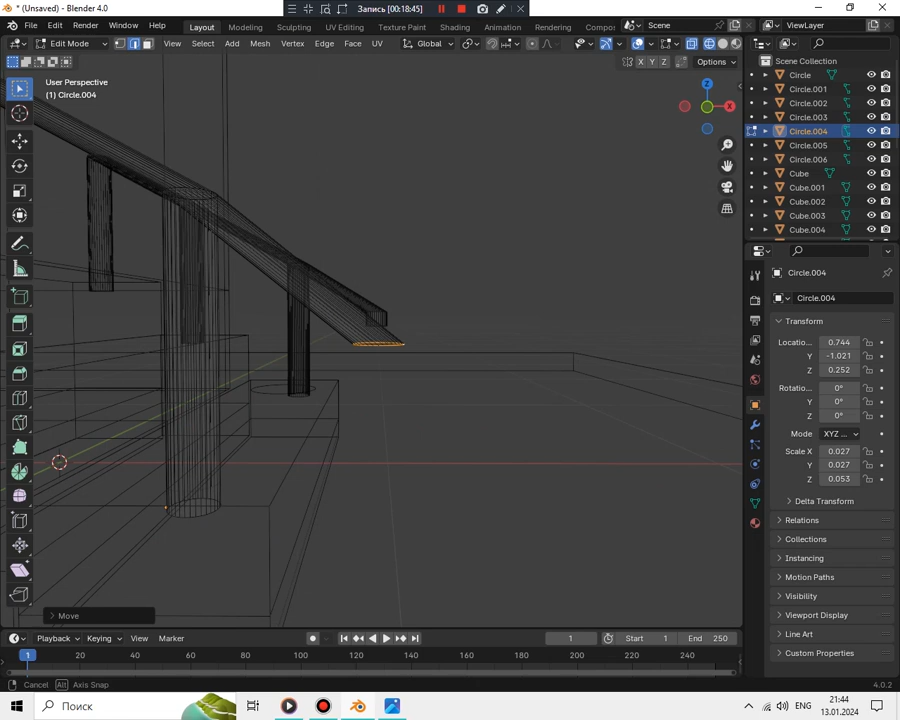 * (Unsaved) - Blender
Запись [00:18:45]
File Edit Render Window Help Layout Modeling Sculpting UV Editing Texture Paint Shading Animation Rendering Compo: Scene ViewLayer
Edit Mode View Select Add Mesh Vertex Edge Face UV Global
X Y Z Options
User Perspective
(1) Circle.004
Z
X
Scene Collection
Circle
Circle.001
Circle.002
Circle.003
Circle.004
Circle.005
Circle.006
Cube
Cube.001
Cube.002
Cube.003
Cube.004
Circle.004
Circle.004
Transform
Locatio... 0.744
Y -1.021
Z 0.252
Rotatio... 0°
Y 0°
Z 0°
Mode XYZ ...
Scale X 0.027
Y 0.027
Z 0.053
Delta Transform
Relations
Collections
Instancing
Motion Paths
Visibility
Viewport Display
Line Art
Custom Properties
Move
Playback Keying View Marker 1 Start 1 End 250
1 20 40 60 80 100 120 140 160 180 200 220 240
Cancel Alt Axis Snap 4.0.2
Поиск
ENG
21:44
13.01.2024